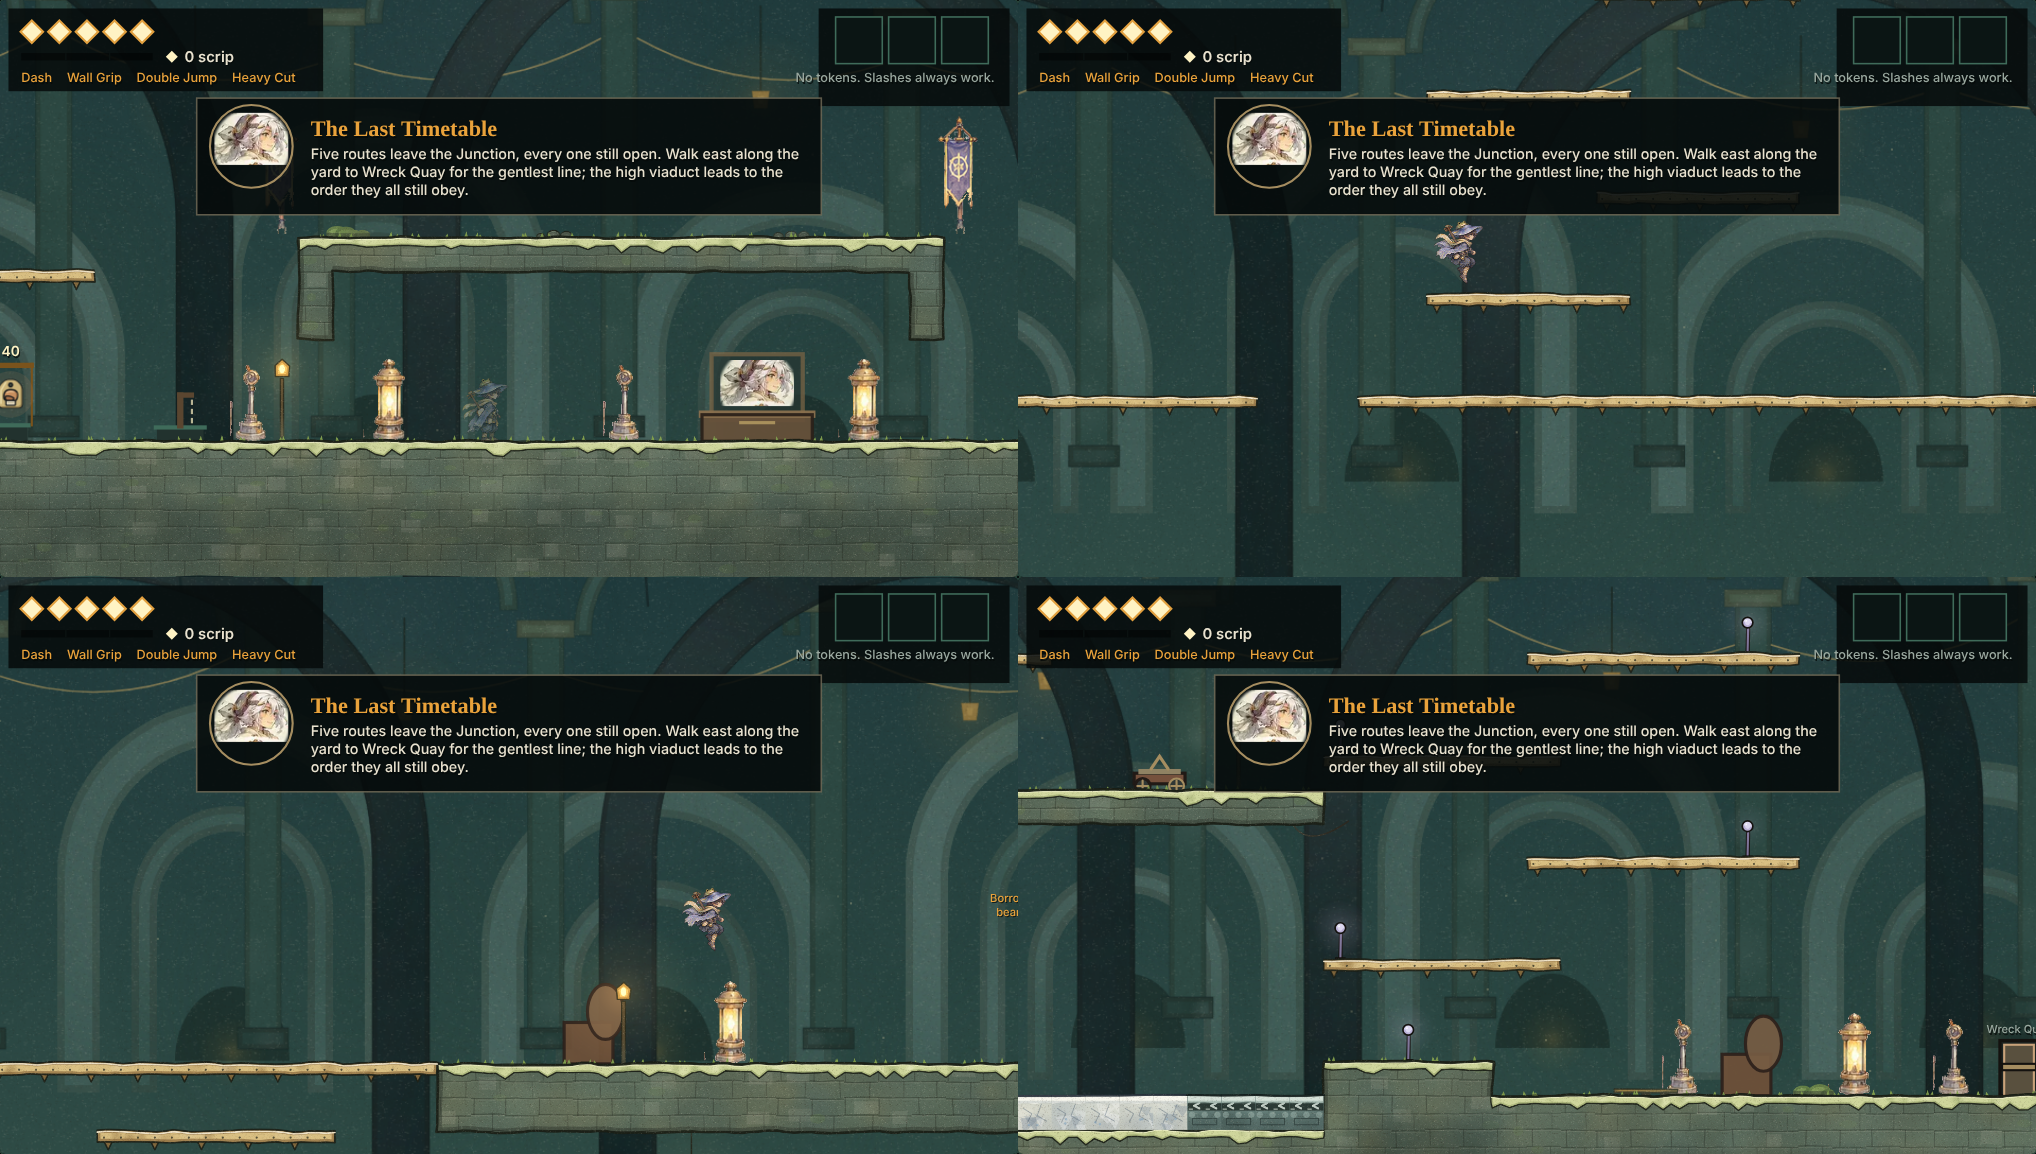 0 scrip
Dash Wall Grip Double Jump Heavy Cut
No tokens. Slashes always work.
The Last Timetable
Five routes leave the Junction, every one still open. Walk east along the
yard to Wreck Quay for the gentlest line; the high viaduct leads to the
order they all still obey.
40
0 scrip
Dash Wall Grip Double Jump Heavy Cut
No tokens. Slashes always work.
The Last Timetable
Five routes leave the Junction, every one still open. Walk east along the
yard to Wreck Quay for the gentlest line; the high viaduct leads to the
order they all still obey.
0 scrip
Dash Wall Grip Double Jump Heavy Cut
No tokens. Slashes always work.
The Last Timetable
Five routes leave the Junction, every one still open. Walk east along the
yard to Wreck Quay for the gentlest line; the high viaduct leads to the
order they all still obey.
Borro
bear
0 scrip
Dash Wall Grip Double Jump Heavy Cut
No tokens. Slashes always work.
The Last Timetable
Five routes leave the Junction, every one still open. Walk east along the
yard to Wreck Quay for the gentlest line; the high viaduct leads to the
order they all still obey.
Wreck Qu